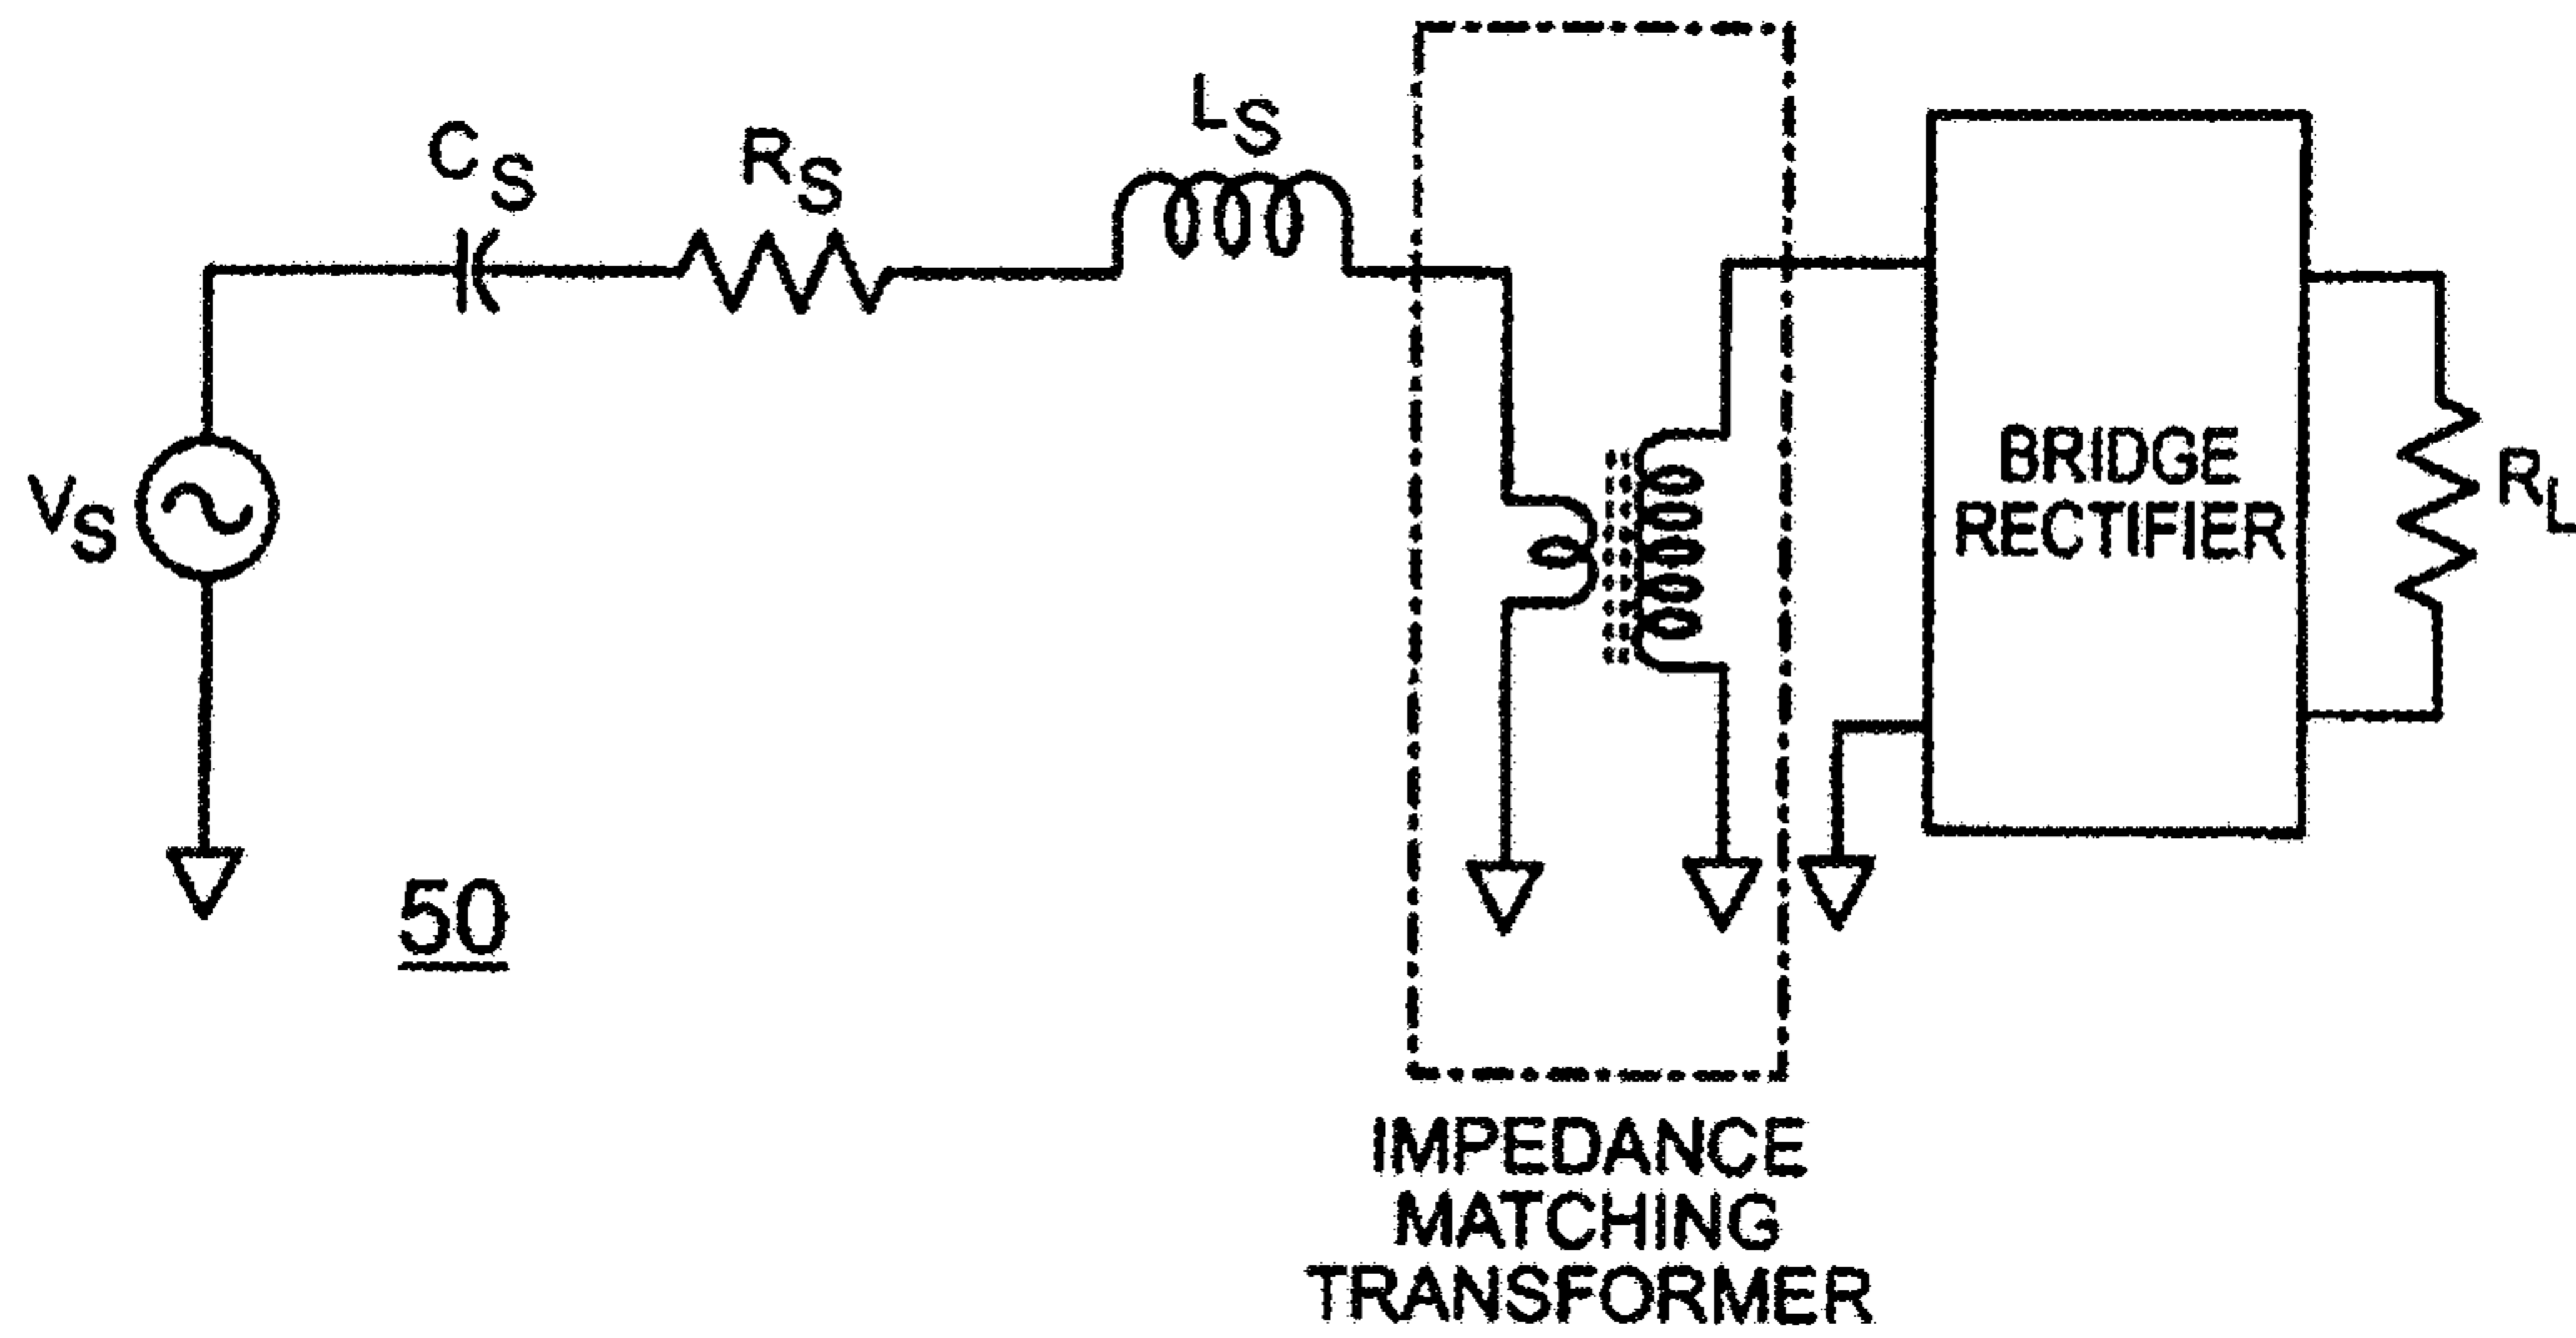 C_S
R_S
L_S
V_S
BRIDGE
RECTIFIER
R_L
50
IMPEDANCE
MATCHING
TRANSFORMER